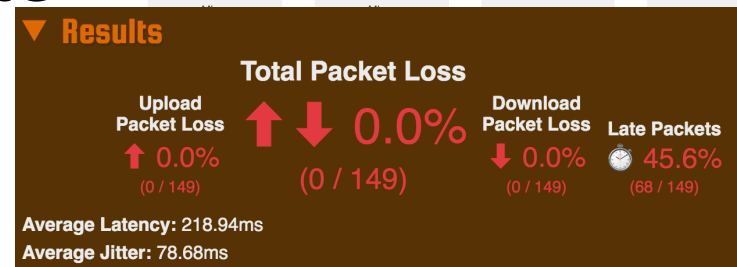 Results
Total Packet Loss
Upload
Packet Loss
0.0%
(0 / 149)
0.0%
(0 / 149)
Download
Packet Loss
0.0%
(0 / 149)
Late Packets
45.6%
(68 / 149)
Average Latency: 218.94ms
Average Jitter: 78.68ms